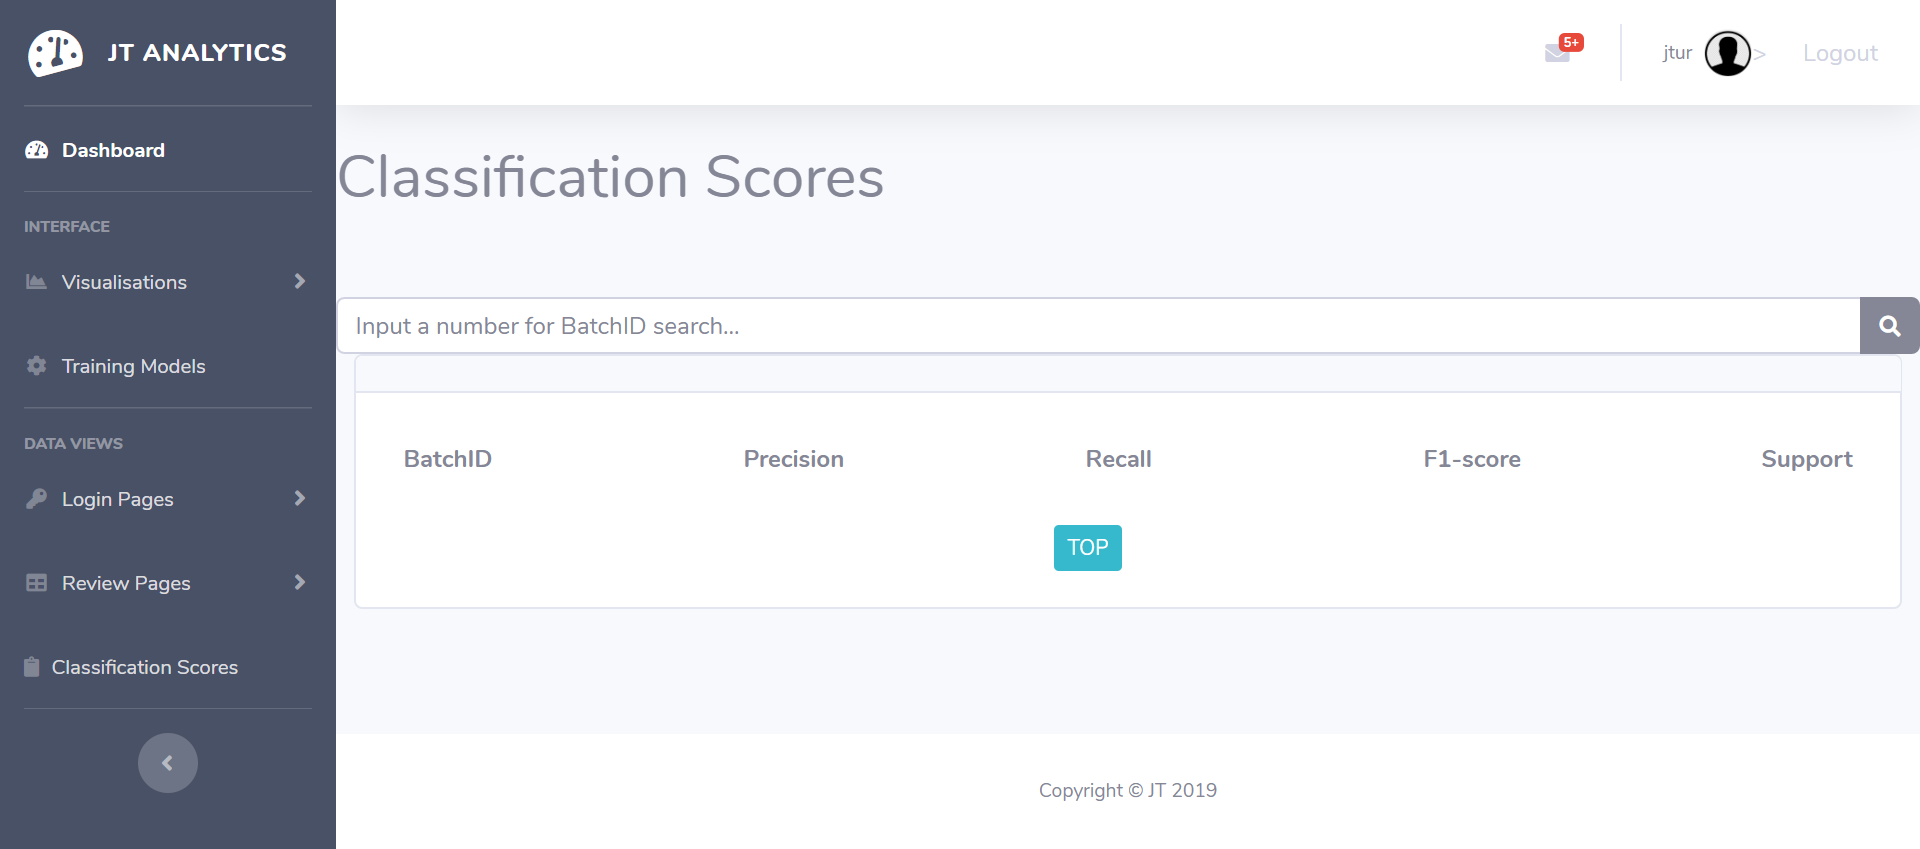 JT ANALYTICS
5+
jtur
>
Logout
Dashboard
INTERFACE
Visualisations
Training Models
DATA VIEWS
Login Pages
Review Pages
Classification Scores
Classification Scores
Input a number for BatchID search...
BatchID Precision Recall F1-score Support
TOP
Copyright © JT 2019